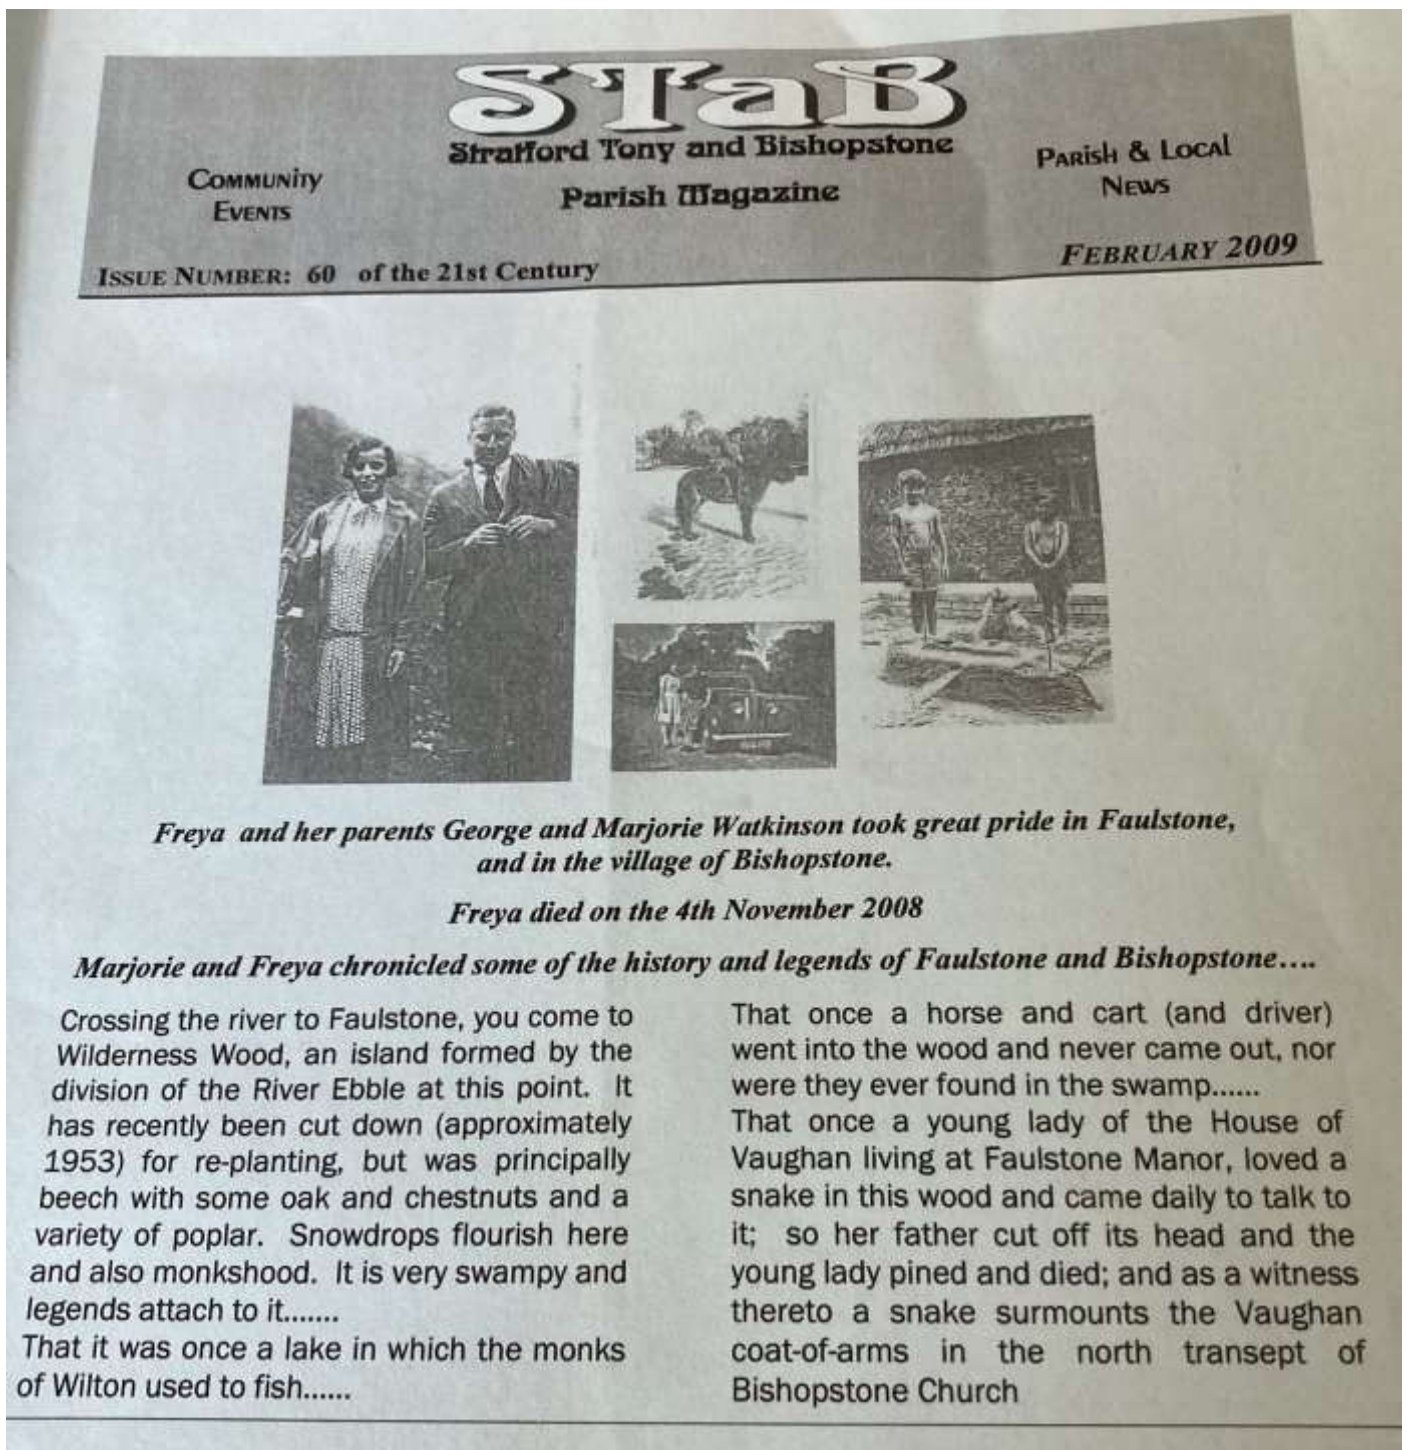 STaB
Stratford Tony and Bishopstone
Parish Magazine
Community
Events
Parish & Local
News
Issue Number: 60 of the 21st Century
February 2009
Freya and her parents George and Marjorie Watkinson took great pride in Faulstone,
and in the village of Bishopstone.
Freya died on the 4th November 2008
Marjorie and Freya chronicled some of the history and legends of Faulstone and Bishopstone….
Crossing the river to Faulstone, you come to
Wilderness Wood, an island formed by the
division of the River Ebble at this point. It
has recently been cut down (approximately
1953) for re-planting, but was principally
beech with some oak and chestnuts and a
variety of poplar. Snowdrops flourish here
and also monkshood. It is very swampy and
legends attach to it.......
That it was once a lake in which the monks
of Wilton used to fish......
That once a horse and cart (and driver)
went into the wood and never came out, nor
were they ever found in the swamp......
That once a young lady of the House of
Vaughan living at Faulstone Manor, loved a
snake in this wood and came daily to talk to
it; so her father cut off its head and the
young lady pined and died; and as a witness
thereto a snake surmounts the Vaughan
coat-of-arms in the north transept of
Bishopstone Church